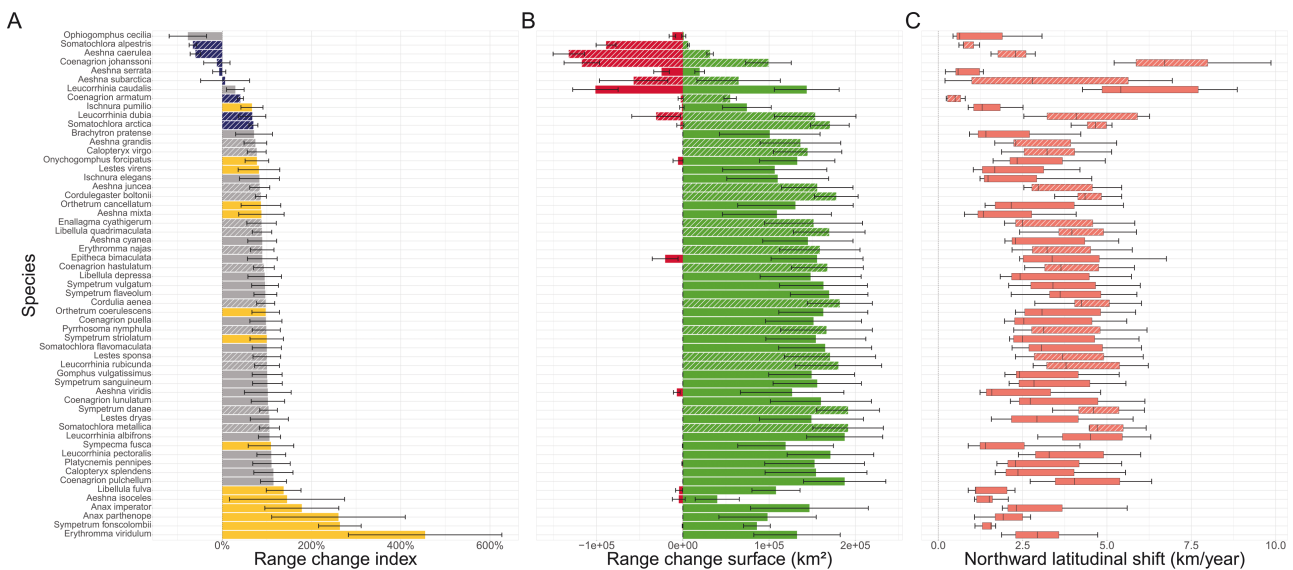 A
B
C
Species
Ophiogomphus cecilia
Somatochlora alpestris
Aeshna caerulea
Coenagrion johanssoni
Aeshna serrata
Aeshna subarctica
Leucorrhinia caudalis
Coenagrion armatum
Ischnura pumilio
Leucorrhinia dubia
Somatochlora arctica
Brachytron pratense
Aeshna grandis
Calopteryx virgo
Onychogomphus forcipatus
Lestes virens
Ischnura elegans
Aeshna juncea
Cordulegaster boltonii
Orthetrum cancellatum
Aeshna mixta
Enallagma cyathigerum
Libellula quadrimaculata
Aeshna cyanea
Erythromma najas
Epitheca bimaculata
Coenagrion hastulatum
Libellula depressa
Sympetrum vulgatum
Sympetrum flaveolum
Cordulia aenea
Orthetrum coerulescens
Coenagrion puella
Pyrrhosoma nymphula
Sympetrum striolatum
Somatochlora flavomaculata
Lestes sponsa
Leucorrhinia rubicunda
Gomphus vulgatissimus
Sympetrum sanguineum
Aeshna viridis
Coenagrion lunulatum
Sympetrum danae
Lestes dryas
Somatochlora metallica
Leucorrhinia albifrons
Sympecma fusca
Leucorrhinia pectoralis
Platycnemis pennipes
Calopteryx splendens
Coenagrion pulchellum
Libellula fulva
Aeshna isoceles
Anax imperator
Anax parthenope
Sympetrum fonscolombii
Erythromma viridulum
0% 200% 400% 600%
Range change index
−1e+05 0e+00 1e+05 2e+05
Range change surface (km²)
0.0 2.5 5.0 7.5 10.0
Northward latitudinal shift (km/year)